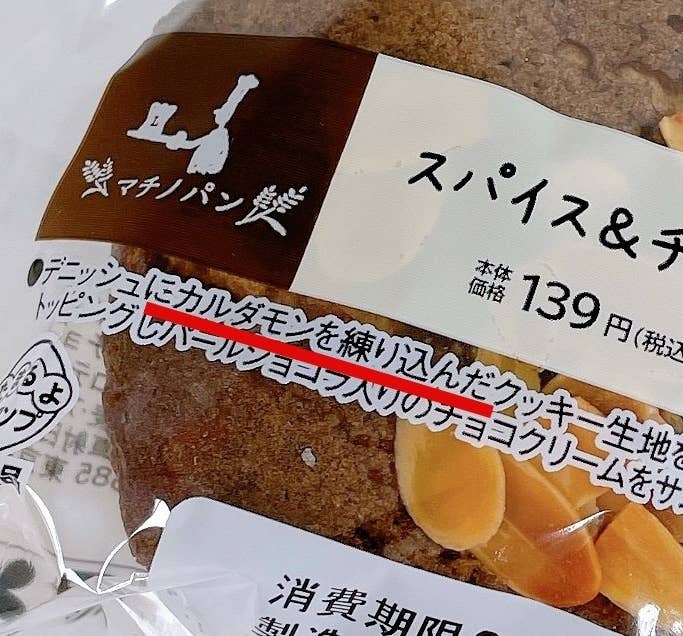 マチノパン
スパイス&チ
本体
価格 139円(税込
●デニッシュにカルダモンを練り込んだクッキー生地を
トッピングしパールショコラ入りのチョコクリームをサ
消費期限
製造